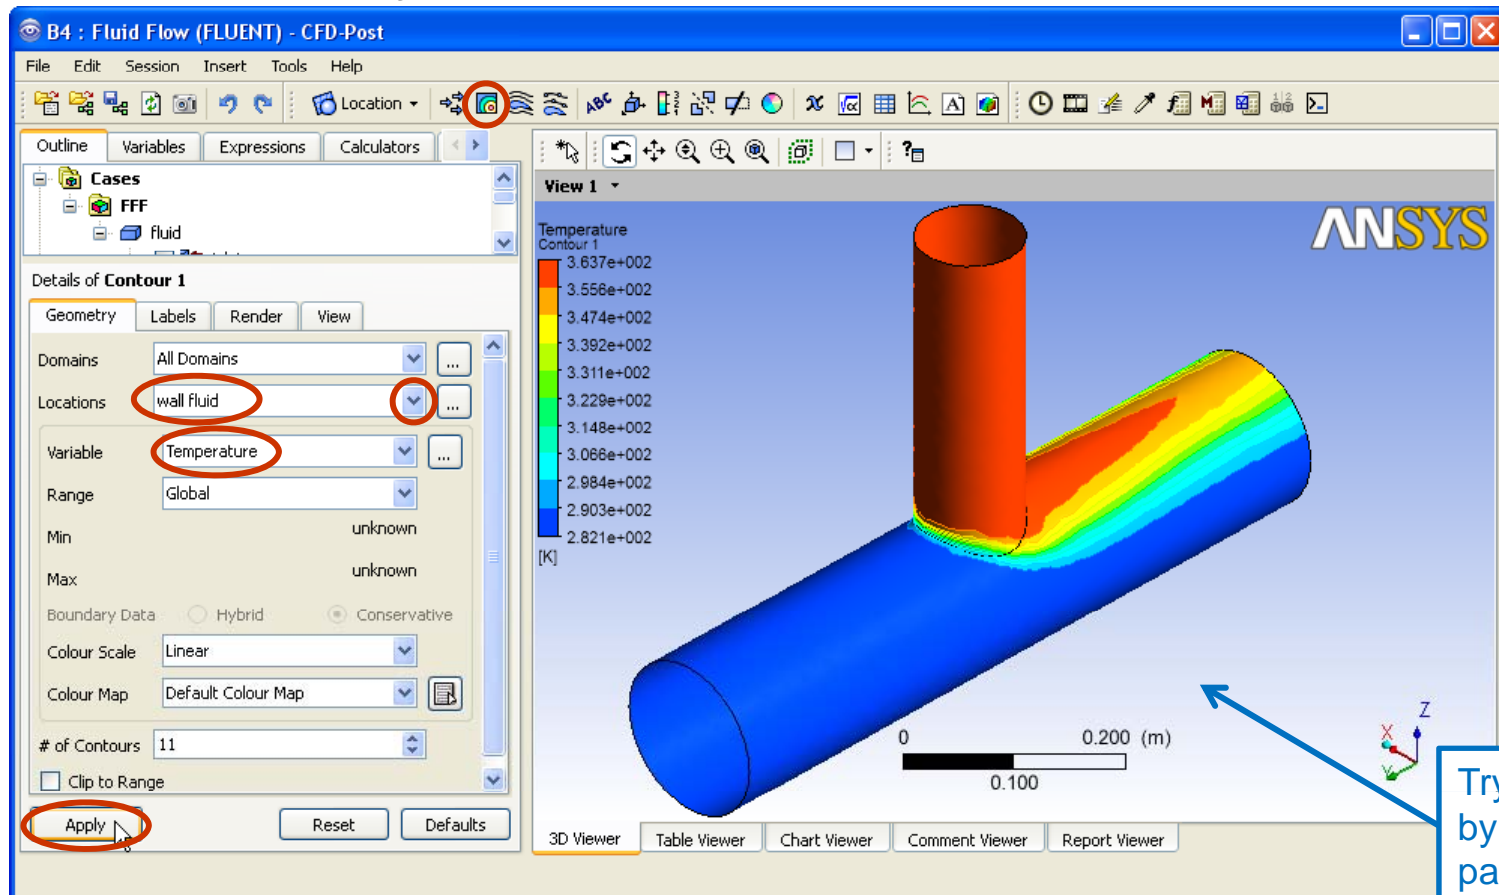 B4 : Fluid Flow (FLUENT) - CFD-Post
File Edit Session Insert Tools Help
Location
Outline Variables Expressions Calculators
Cases
FFF
fluid
Details of Contour 1
Geometry Labels Render View
Domains All Domains ...
Locations wall fluid ...
Variable Temperature ...
Range Global
Min unknown
Max unknown
Boundary Data Hybrid Conservative
Colour Scale Linear
Colour Map Default Colour Map
# of Contours 11
Clip to Range
Apply Reset Defaults
View 1
Temperature
Contour 1
3.637e+002
3.556e+002
3.474e+002
3.392e+002
3.311e+002
3.229e+002
3.148e+002
3.066e+002
2.984e+002
2.903e+002
2.821e+002
[K]
ANSYS
0 0.200 (m)
0.100
Z
X
Y
3D Viewer Table Viewer Chart Viewer Comment Viewer Report Viewer
Try
by
pa